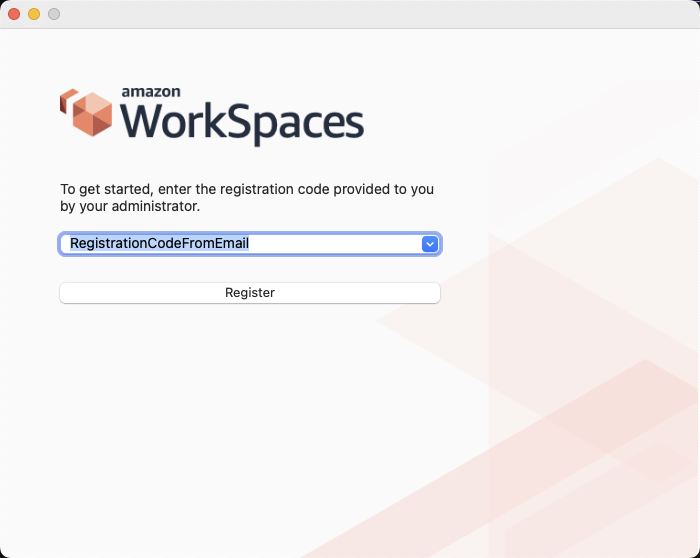 amazon
WorkSpaces
To get started, enter the registration code provided to you
by your administrator.
RegistrationCodeFromEmail
Register